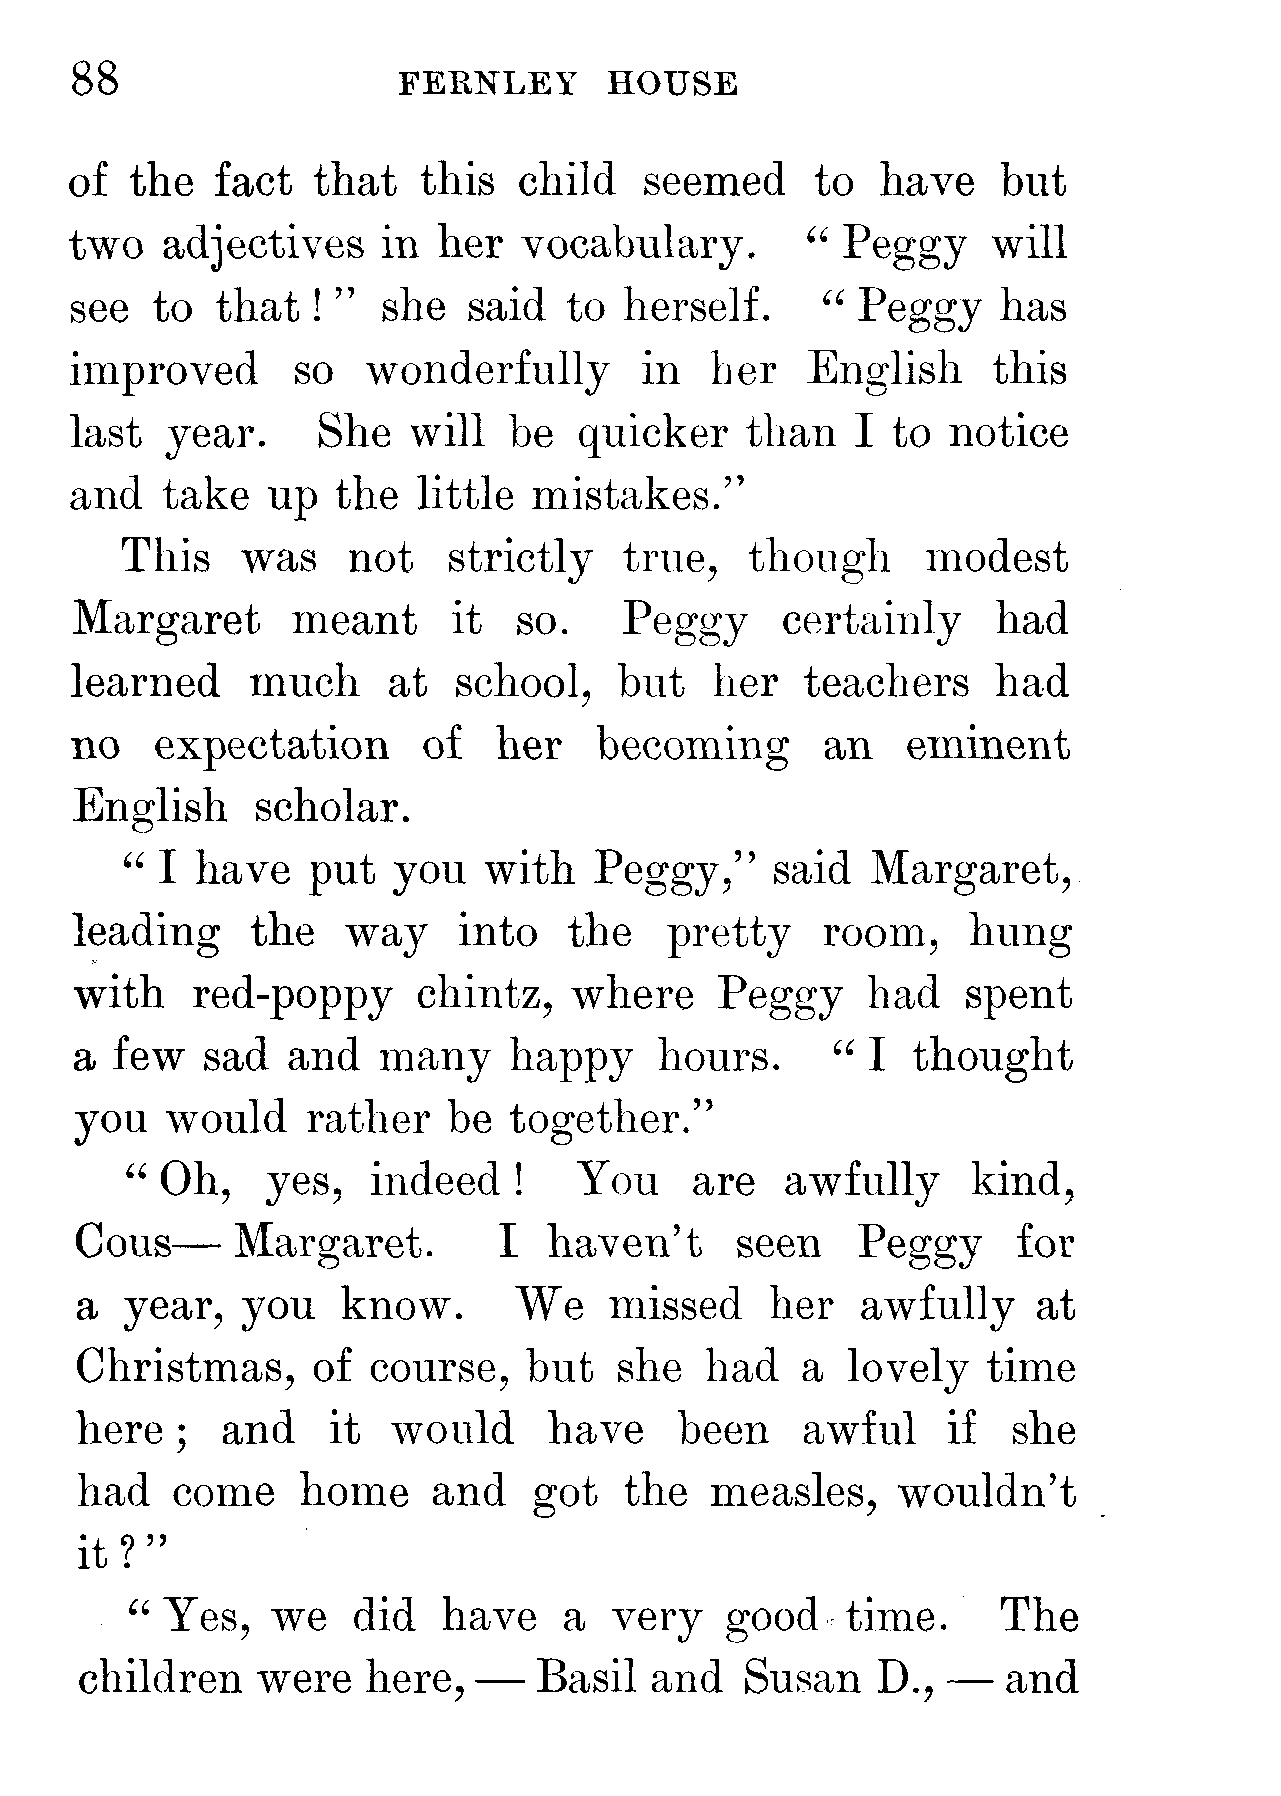 88 FERNLEY HOUSE
of the fact that this child seemed to have but
two adjectives in her vocabulary. “ Peggy will
see to that ! ” she said to herself. “ Peggy has
improved so wonderfully in her English this
last year. She will be quicker than I to notice
and take up the little mistakes.”
This was not strictly true, though modest
Margaret meant it so. Peggy certainly had
learned much at school, but her teachers had
no expectation of her becoming an eminent
English scholar.
“ I have put you with Peggy,” said Margaret,
leading the way into the pretty room, hung
with red-poppy chintz, where Peggy had spent
a few sad and many happy hours. “ I thought
you would rather be together.”
“ Oh, yes, indeed ! You are awfully kind,
Cous— Margaret. I haven’t seen Peggy for
a year, you know. We missed her awfully at
Christmas, of course, but she had a lovely time
here ; and it would have been awful if she
had come home and got the measles, wouldn’t
it ? ”
“ Yes, we did have a very good time. The
children were here, — Basil and Susan D., — and